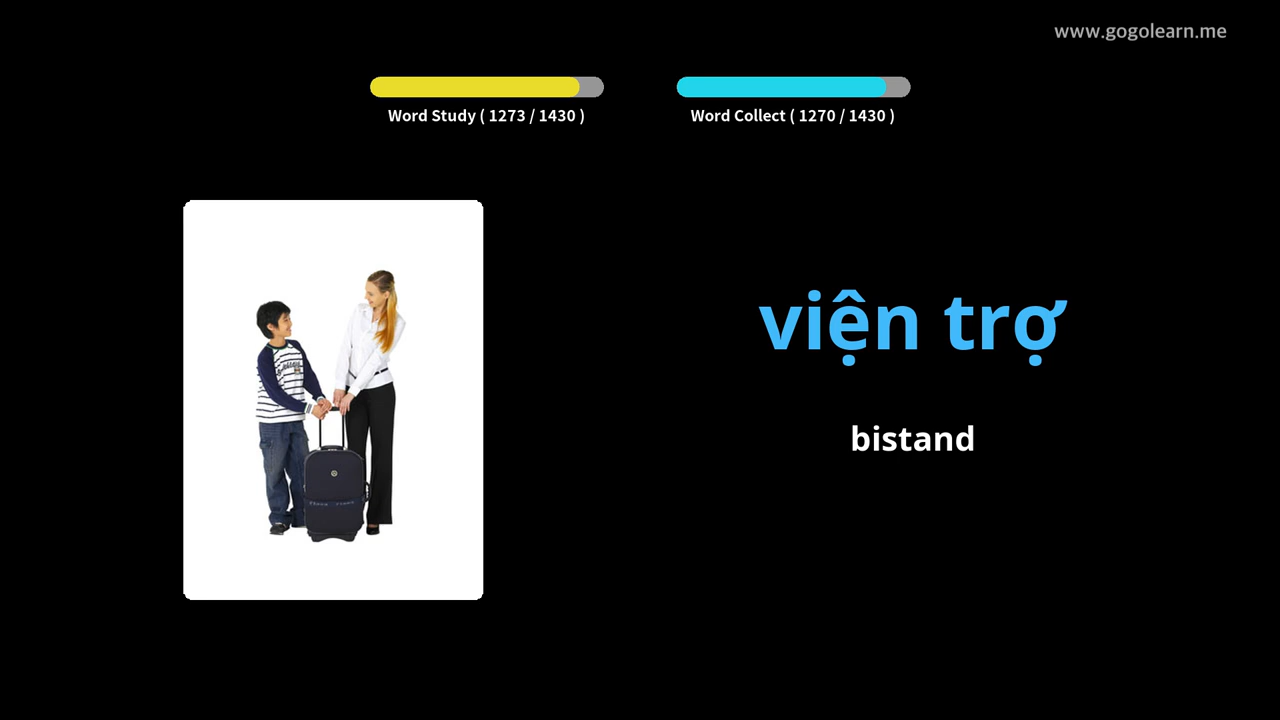 www.gogolearn.me
Word Study ( 1273 / 1430 )
Word Collect ( 1270 / 1430 )
viện trợ
bistand